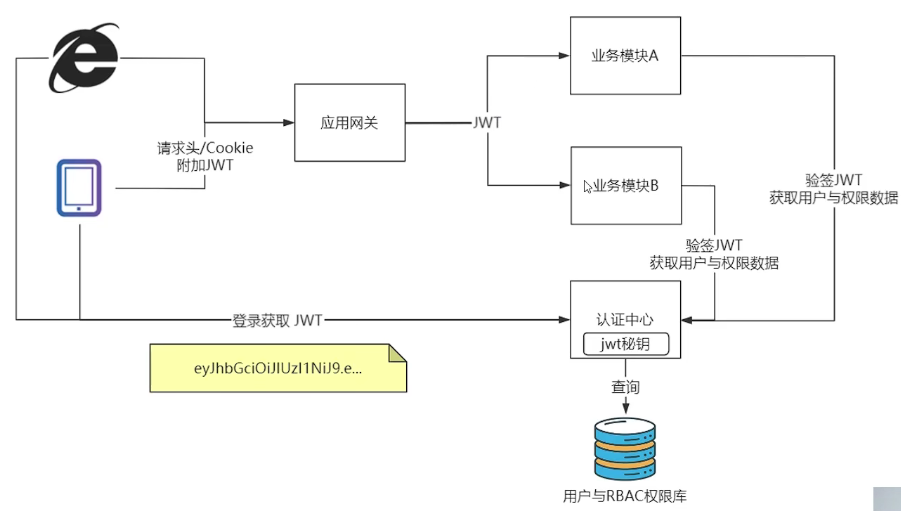 业务模块A
应用网关
JWT
请求头/Cookie
附加JWT
业务模块B
验签JWT
获取用户与权限数据
验签JWT
获取用户与权限数据
登录获取 JWT
认证中心
jwt秘钥
eyJhbGciOiJIUzI1NiJ9.e...
查询
用户与RBAC权限库